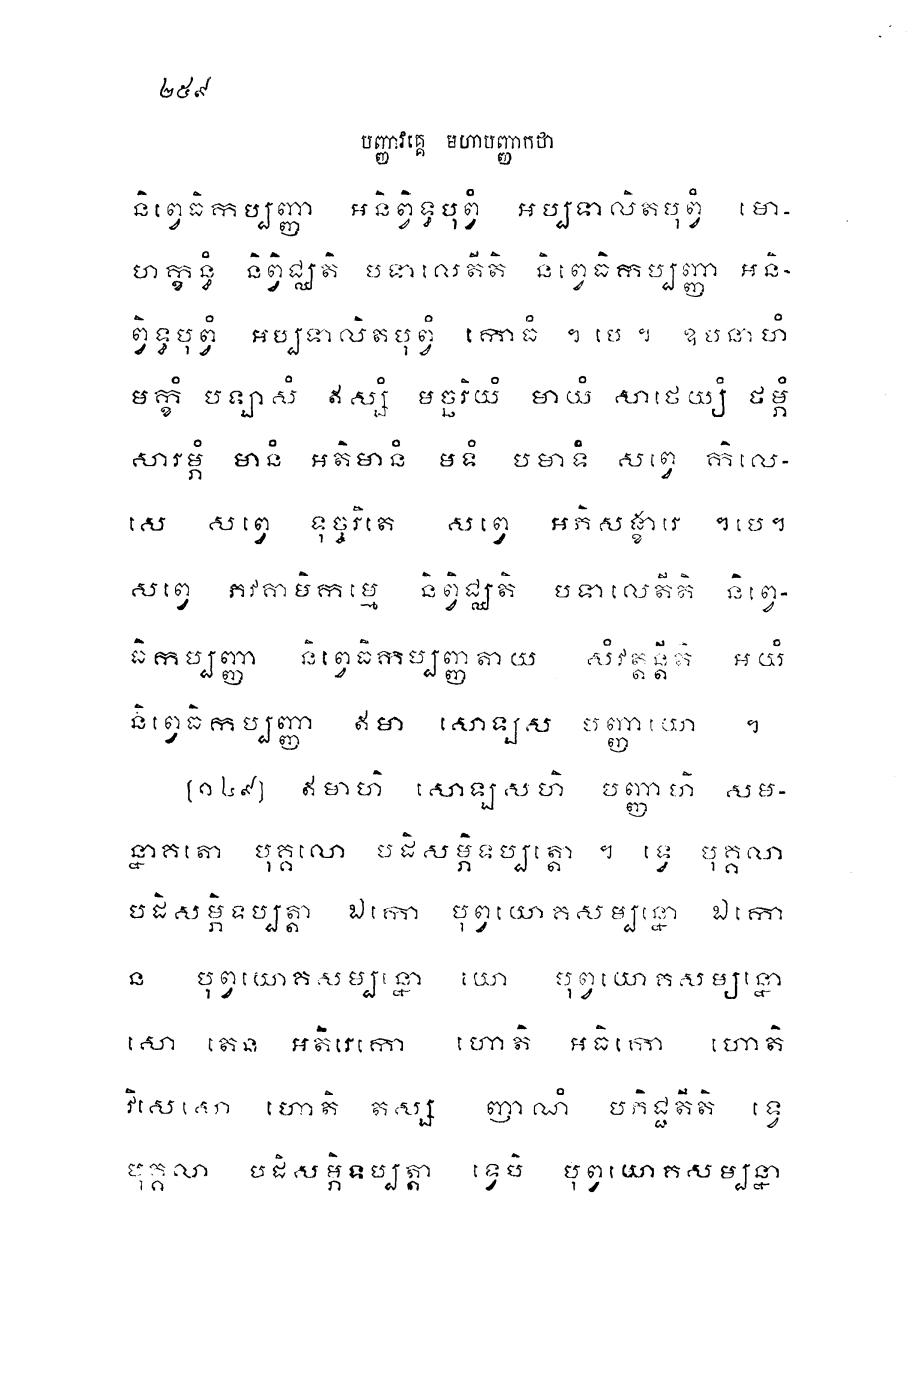 ២៥៩
បញ្ញាវគ្គេ មហាបញ្ញាកថា
និព្វេធិកប្បញ្ញា អនិព្វិទ្ធបុព្វំ អប្បទាលិតបុព្វំ មោ-
ហក្ខន្ធំ និព្វិជ្ឈតិ បទាលេតីតិ និព្វេធិកប្បញ្ញា អនិ-
ព្វិទ្ធបុព្វំ អប្បទាលិតបុព្វំ កោធំ ។ បេ ។ ឧបនាហំ
មក្ខំ បឡាសំ ឥស្សំ មច្ឆរិយំ មាយំ សាថេយ្យំ ថម្ភំ
សារម្ភំ មានំ អតិមានំ មទំ បមាទំ សព្វេ កិលេ-
សេ សព្វេ ទុច្ចរិតេ សព្វេ អភិសង្ខារេ ។បេ។
សព្វេ ភវគាមិកម្មេ និព្វិជ្ឈតិ បទាលេតីតិ និព្វេ-
ធិកប្បញ្ញា និព្វេធិកប្បញ្ញតាយ សំវត្តន្តីតិ អយំ
និព្វេធិកប្បញ្ញា ឥមា សោឡស បញ្ញាយោ ។
(១៤៩) ឥមាហិ សោឡសហិ បញ្ញាហិ សម-
ន្នាគតោ បុគ្គលោ បដិសម្ភិទប្បត្តោ ។ ទ្វេ បុគ្គលា
បដិសម្ភិទប្បត្តា ឯកោ បុព្វយោគសម្បន្នោ ឯកោ
ន បុព្វយោគសម្បន្នោ យោ បុព្វយោគសម្បន្នោ
សោ តេន អតិរេកោ ហោតិ អធិកោ ហោតិ
វិសេសោ ហោតិ តស្ស ញាណំ បភិជ្ជតីតិ ទ្វេ
បុគ្គលា បដិសម្ភិទប្បត្តា ទ្វេបិ បុព្វយោគសម្បន្នា